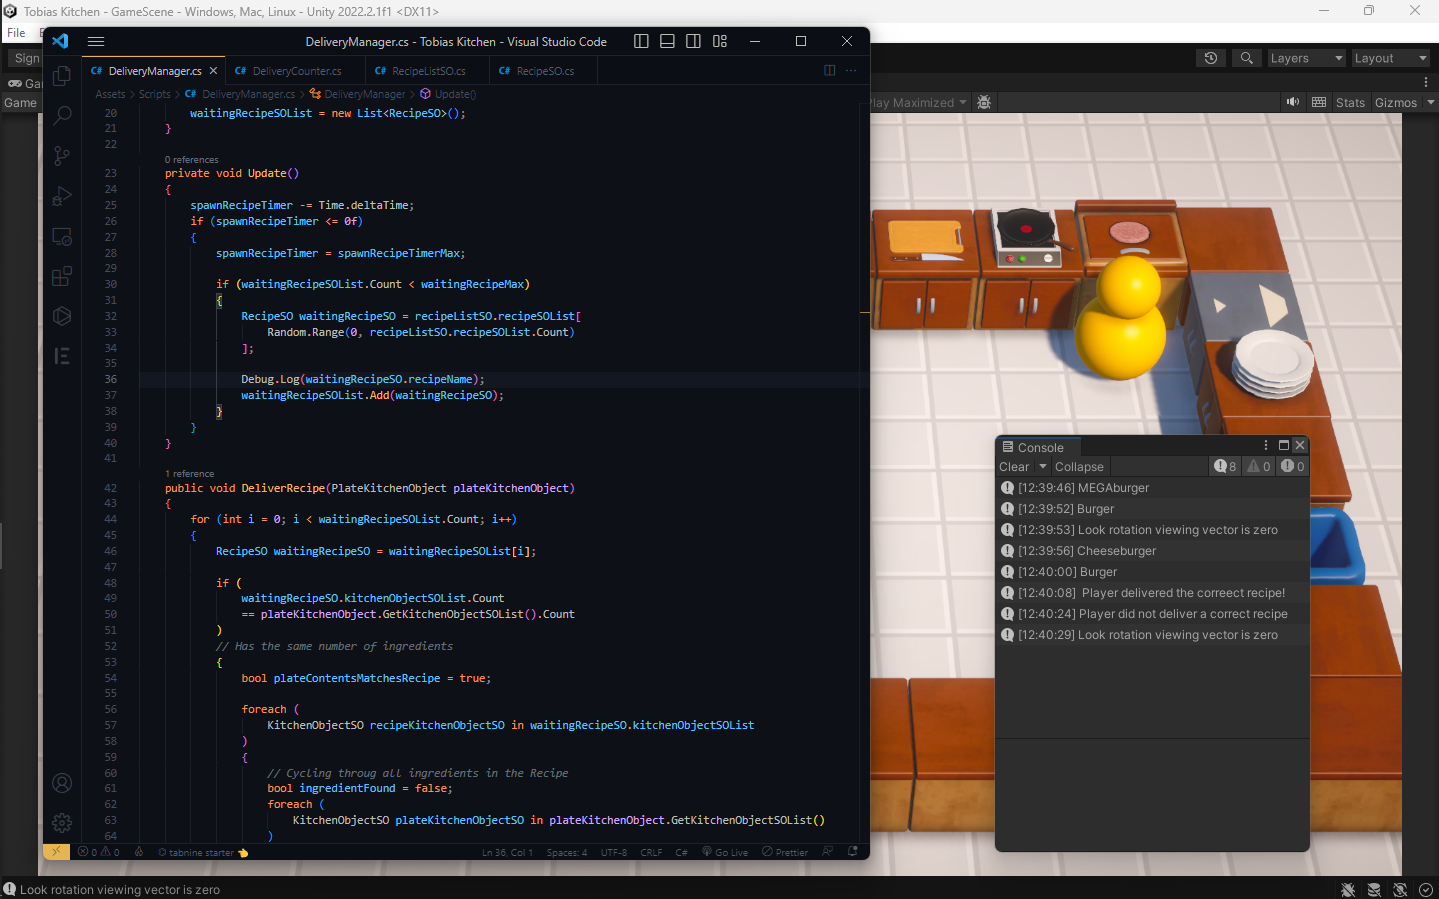 Tobias Kitchen - GameScene - Windows, Mac, Linux - Unity 2022.2.1f1 <DX11>
File
Sign
Layers
Layout
Game
Play Maximized
Stats
Gizmos
DeliveryManager.cs - Tobias Kitchen - Visual Studio Code
C# DeliveryManager.cs
C# DeliveryCounter.cs
C# RecipeListSO.cs
C# RecipeSO.cs
Assets > Scripts > C# DeliveryManager.cs > DeliveryManager > Update()
20 waitingRecipeSOList = new List<RecipeSO>();
21 }
22
0 references
23 private void Update()
24 {
25 spawnRecipeTimer -= Time.deltaTime;
26 if (spawnRecipeTimer <= 0f)
27 {
28 spawnRecipeTimer = spawnRecipeTimerMax;
29
30 if (waitingRecipeSOList.Count < waitingRecipeMax)
31 {
32 RecipeSO waitingRecipeSO = recipeListSO.recipeSOList[
33 Random.Range(0, recipeListSO.recipeSOList.Count)
34 ];
35
36 Debug.Log(waitingRecipeSO.recipeName);
37 waitingRecipeSOList.Add(waitingRecipeSO);
38 }
39 }
40 }
41
1 reference
42 public void DeliverRecipe(PlateKitchenObject plateKitchenObject)
43 {
44 for (int i = 0; i < waitingRecipeSOList.Count; i++)
45 {
46 RecipeSO waitingRecipeSO = waitingRecipeSOList[i];
47
48 if (
49 waitingRecipeSO.kitchenObjectSOList.Count
50 == plateKitchenObject.GetKitchenObjectSOList().Count
51 )
52 // Has the same number of ingredients
53 {
54 bool plateContentsMatchesRecipe = true;
55
56 foreach (
57 KitchenObjectSO recipeKitchenObjectSO in waitingRecipeSO.kitchenObjectSOList
58 )
59 {
60 // Cycling throug all ingredients in the Recipe
61 bool ingredientFound = false;
62 foreach (
63 KitchenObjectSO plateKitchenObjectSO in plateKitchenObject.GetKitchenObjectSOList()
64 )
0 0 tabnine starter Ln 36, Col 1 Spaces: 4 UTF-8 CRLF C# Go Live Prettier
Console
Clear Collapse 8 0 0
[12:39:46] MEGAburger
[12:39:52] Burger
[12:39:53] Look rotation viewing vector is zero
[12:39:56] Cheeseburger
[12:40:00] Burger
[12:40:08] Player delivered the correect recipe!
[12:40:24] Player did not deliver a correct recipe
[12:40:29] Look rotation viewing vector is zero
Look rotation viewing vector is zero